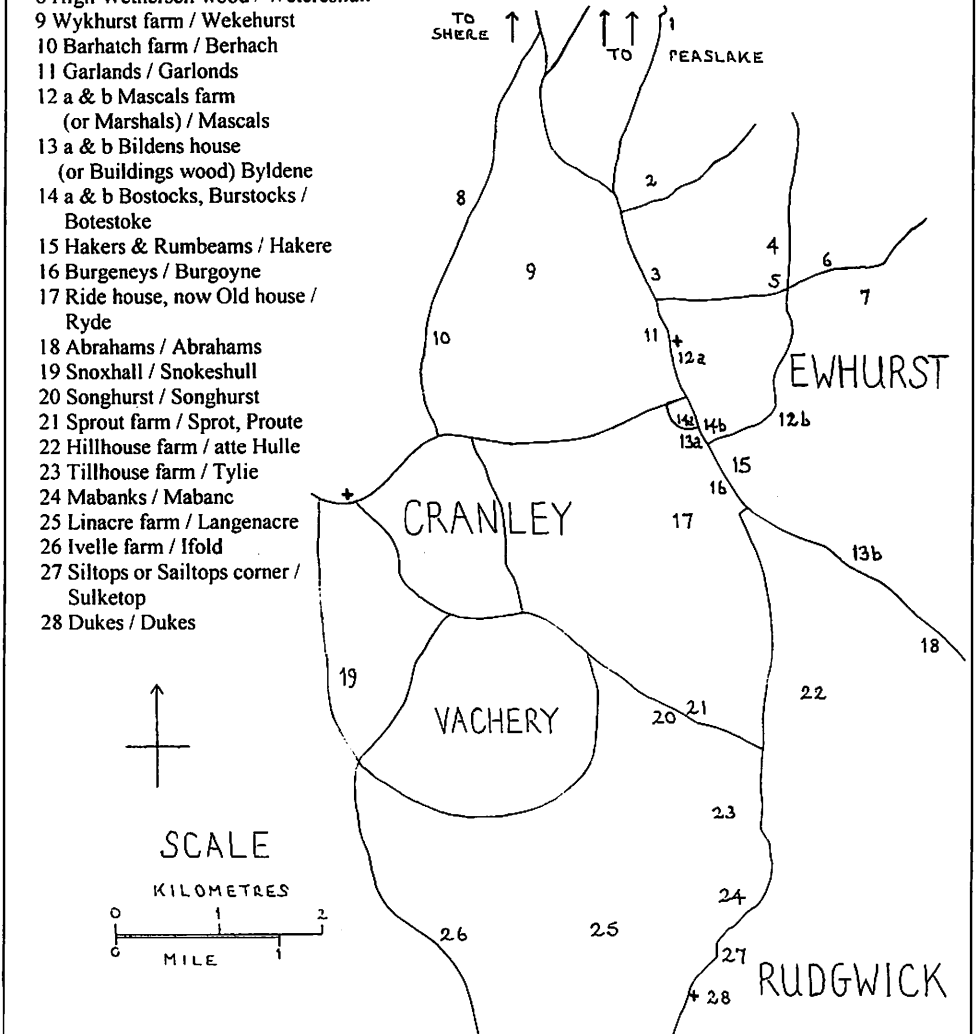 9 Wykhurst farm / Wekehurst
10 Barhatch farm / Berhach
11 Garlands / Garlonds
12 a & b Mascals farm
(or Marshals) / Mascals
13 a & b Bildens house
(or Buildings wood) Byldene
14 a & b Bostocks, Burstocks /
Botestoke
15 Hakers & Rumbeams / Hakere
16 Burgeneys / Burgoyne
17 Ride house, now Old house /
Ryde
18 Abrahams / Abrahams
19 Snoxhall / Snokeshull
20 Songhurst / Songhurst
21 Sprout farm / Sprot, Proute
22 Hillhouse farm / atte Hulle
23 Tillhouse farm / Tylie
24 Mabanks / Mabanc
25 Linacre farm / Langenacre
26 Ivelle farm / Ifold
27 Siltops or Sailtops corner /
Sulketop
28 Dukes / Dukes
TO
SHERE
TO PEASLAKE
1
2
8
4
9
3
5
6
7
10
11
12a
EWHURST
14a
14b
12b
13a
15
16
CRANLEY
17
13b
18
19
22
VACHERY
20
21
23
SCALE
KILOMETRES
0 1 2
0 1
MILE
24
26
25
27
RUDGWICK
28